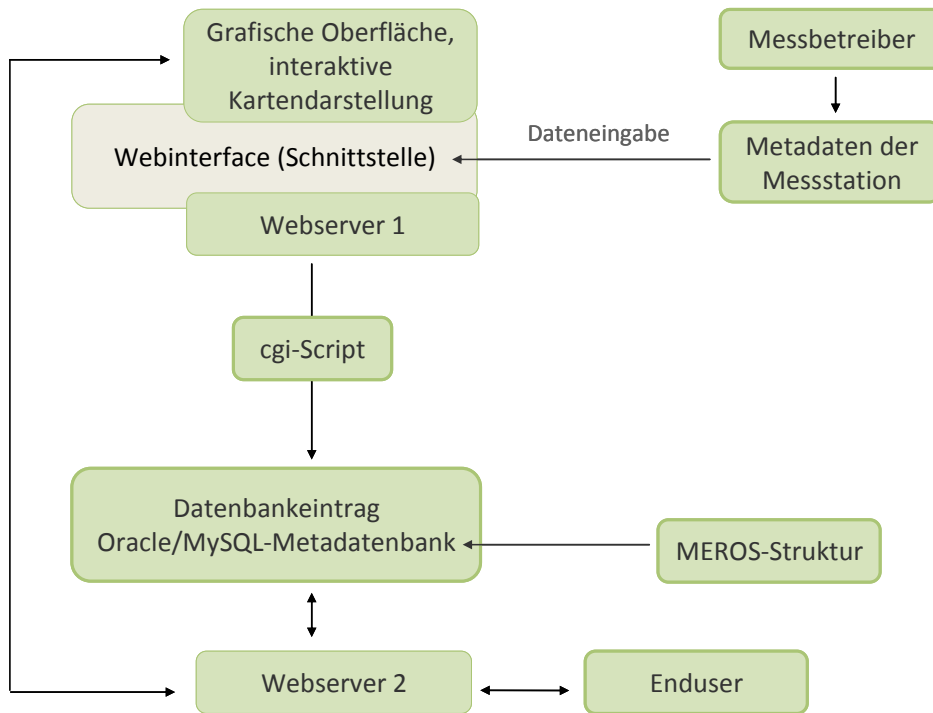 Grafische Oberfläche,
interaktive
Kartendarstellung
Messbetreiber
Webinterface (Schnittstelle)
Dateneingabe
Metadaten der
Messstation
Webserver 1
cgi-Script
Datenbankeintrag
Oracle/MySQL-Metadatenbank
MEROS-Struktur
Webserver 2
Enduser